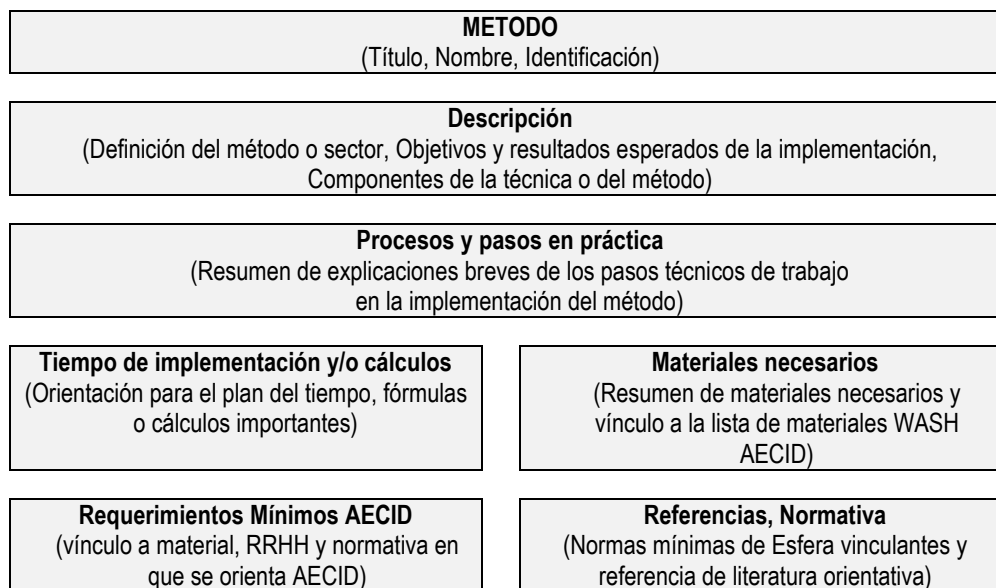 METODO
(Título, Nombre, Identificación)
Descripción
(Definición del método o sector, Objetivos y resultados esperados de la implementación,
Componentes de la técnica o del método)
Procesos y pasos en práctica
(Resumen de explicaciones breves de los pasos técnicos de trabajo
en la implementación del método)
Tiempo de implementación y/o cálculos
(Orientación para el plan del tiempo, fórmulas
o cálculos importantes)
Materiales necesarios
(Resumen de materiales necesarios y
vínculo a la lista de materiales WASH
AECID)
Requerimientos Mínimos AECID
(vínculo a material, RRHH y normativa en
que se orienta AECID)
Referencias, Normativa
(Normas mínimas de Esfera vinculantes y
referencia de literatura orientativa)